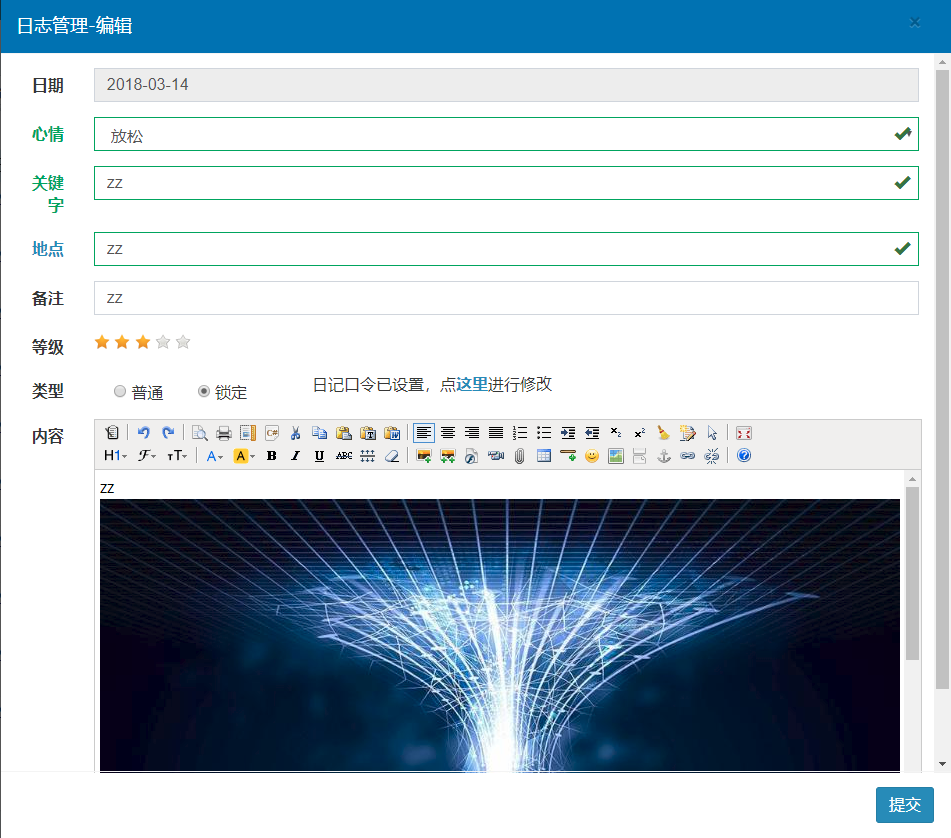 日志管理-编辑
×
日期 2018-03-14
心情 放松
关键字 zz
地点 zz
备注 zz
等级
类型 普通 锁定 日记口令已设置，点这里进行修改
内容
C#
H1 F тT A A B I U ABC
zz
提交